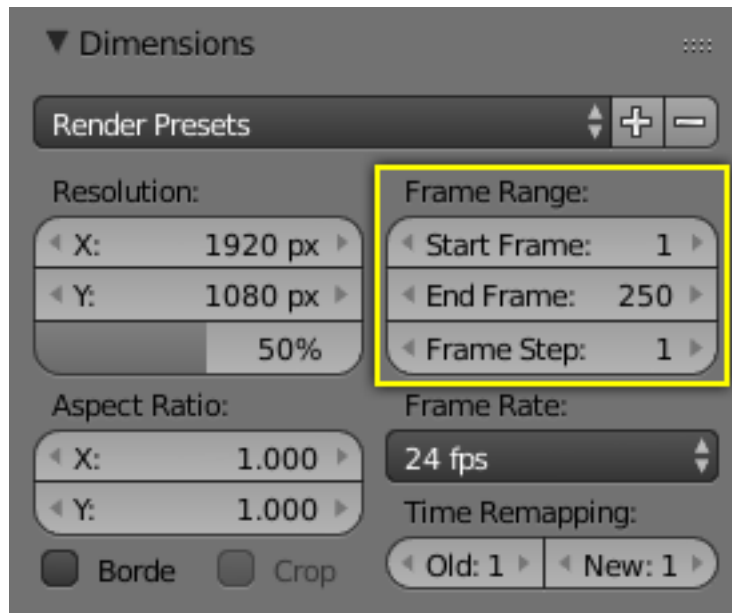 Dimensions
Render Presets
Resolution:
X: 1920 px
Y: 1080 px
50%
Frame Range:
Start Frame: 1
End Frame: 250
Frame Step: 1
Aspect Ratio:
X: 1.000
Y: 1.000
Borde
Crop
Frame Rate:
24 fps
Time Remapping:
Old: 1
New: 1